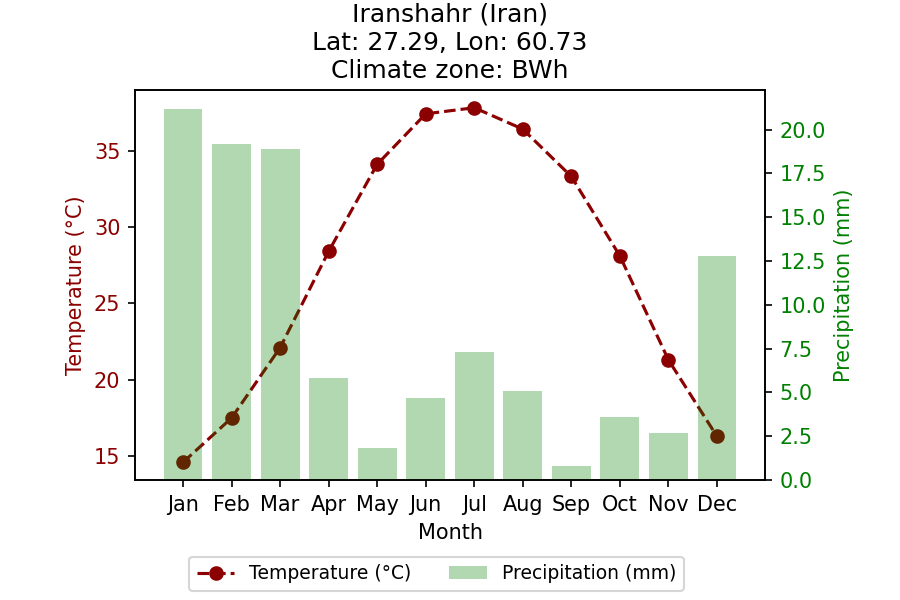 Iranshahr (Iran)
Lat: 27.29, Lon: 60.73
Climate zone: BWh
Temperature (°C)
35
30
25
20
15
20.0
17.5
15.0
12.5
10.0
7.5
5.0
2.5
0.0
Precipitation (mm)
Jan Feb Mar Apr May Jun Jul Aug Sep Oct Nov Dec
Month
Temperature (°C) Precipitation (mm)